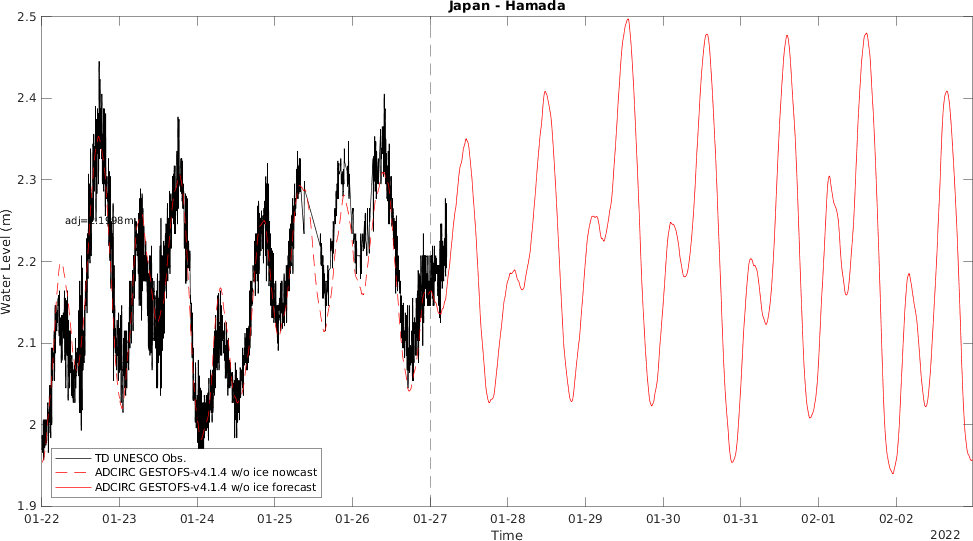 Japan - Hamada
Water Level (m)
2.5
2.4
2.3
2.2
2.1
2
1.9
adj=2.1998m
TD UNESCO Obs.
ADCIRC GESTOFS-v4.1.4 w/o ice nowcast
ADCIRC GESTOFS-v4.1.4 w/o ice forecast
01-22 01-23 01-24 01-25 01-26 01-27 01-28 01-29 01-30 01-31 02-01 02-02
Time
2022